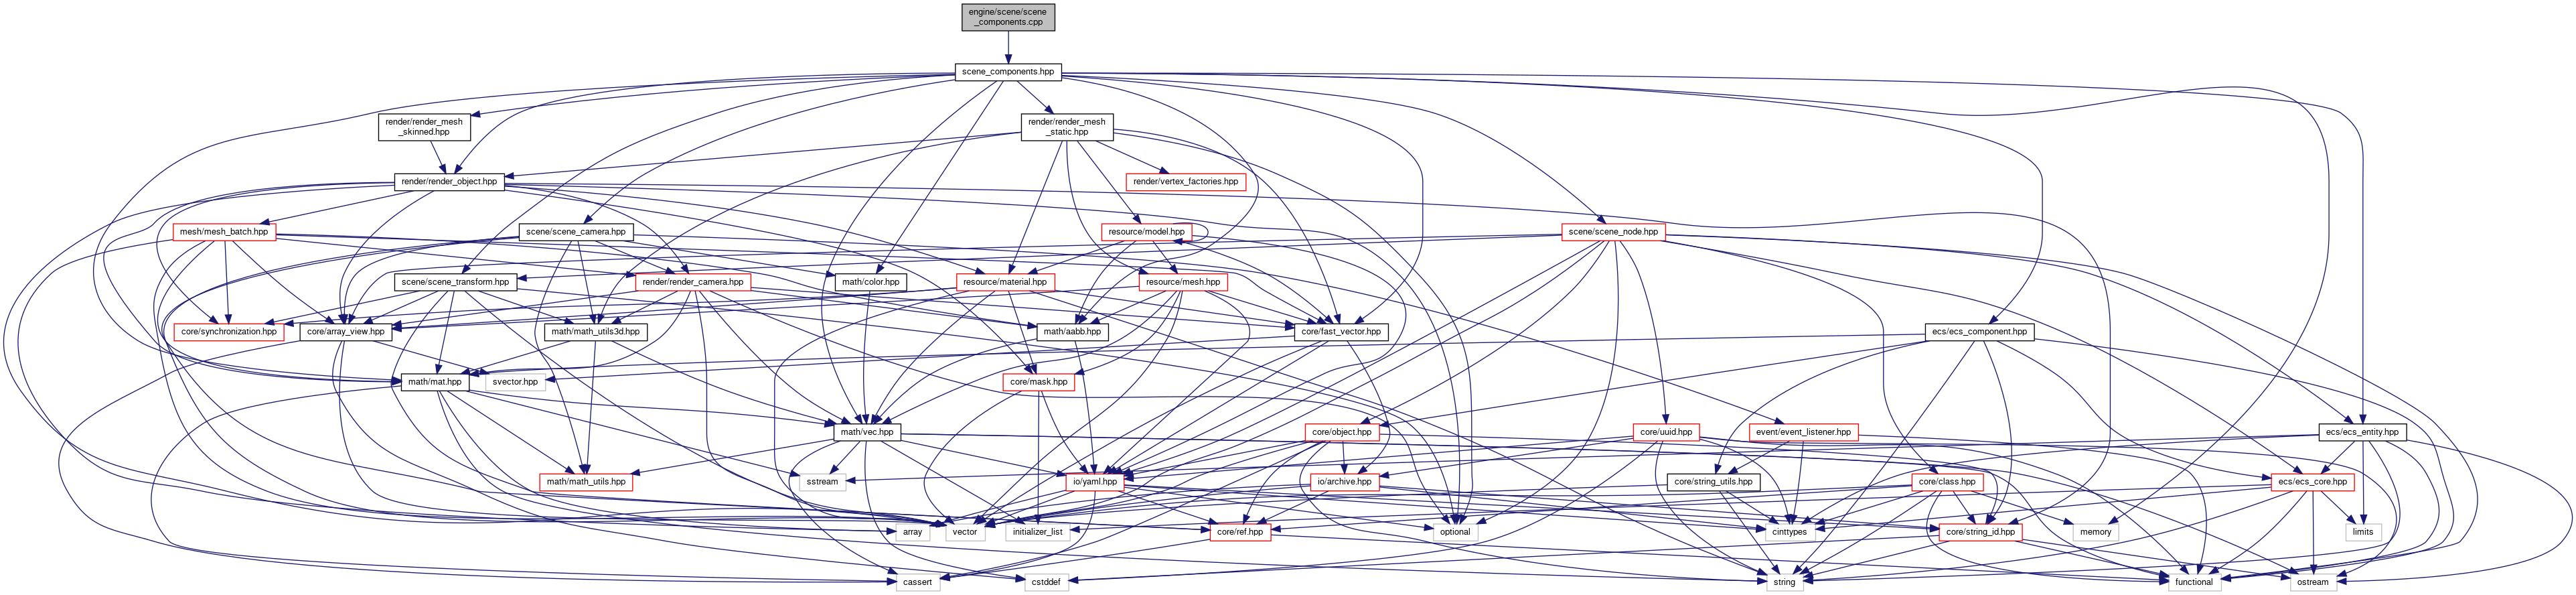 engine/scene/scene
_components.cpp
scene_components.hpp
render/render_mesh
_skinned.hpp
render/render_mesh
_static.hpp
render/render_object.hpp
render/vertex_factories.hpp
mesh/mesh_batch.hpp
scene/scene_camera.hpp
resource/model.hpp
scene/scene_node.hpp
scene/scene_transform.hpp
render/render_camera.hpp
math/color.hpp
resource/material.hpp
resource/mesh.hpp
core/synchronization.hpp
core/array_view.hpp
math/math_utils3d.hpp
math/aabb.hpp
core/fast_vector.hpp
ecs/ecs_component.hpp
math/mat.hpp
svector.hpp
core/mask.hpp
math/vec.hpp
core/object.hpp
core/uuid.hpp
event/event_listener.hpp
ecs/ecs_entity.hpp
math/math_utils.hpp
sstream
io/yaml.hpp
io/archive.hpp
core/string_utils.hpp
core/class.hpp
ecs/ecs_core.hpp
array
vector
initializer_list
core/ref.hpp
optional
optional
cinttypes
core/string_id.hpp
memory
limits
cassert
cstddef
string
functional
ostream